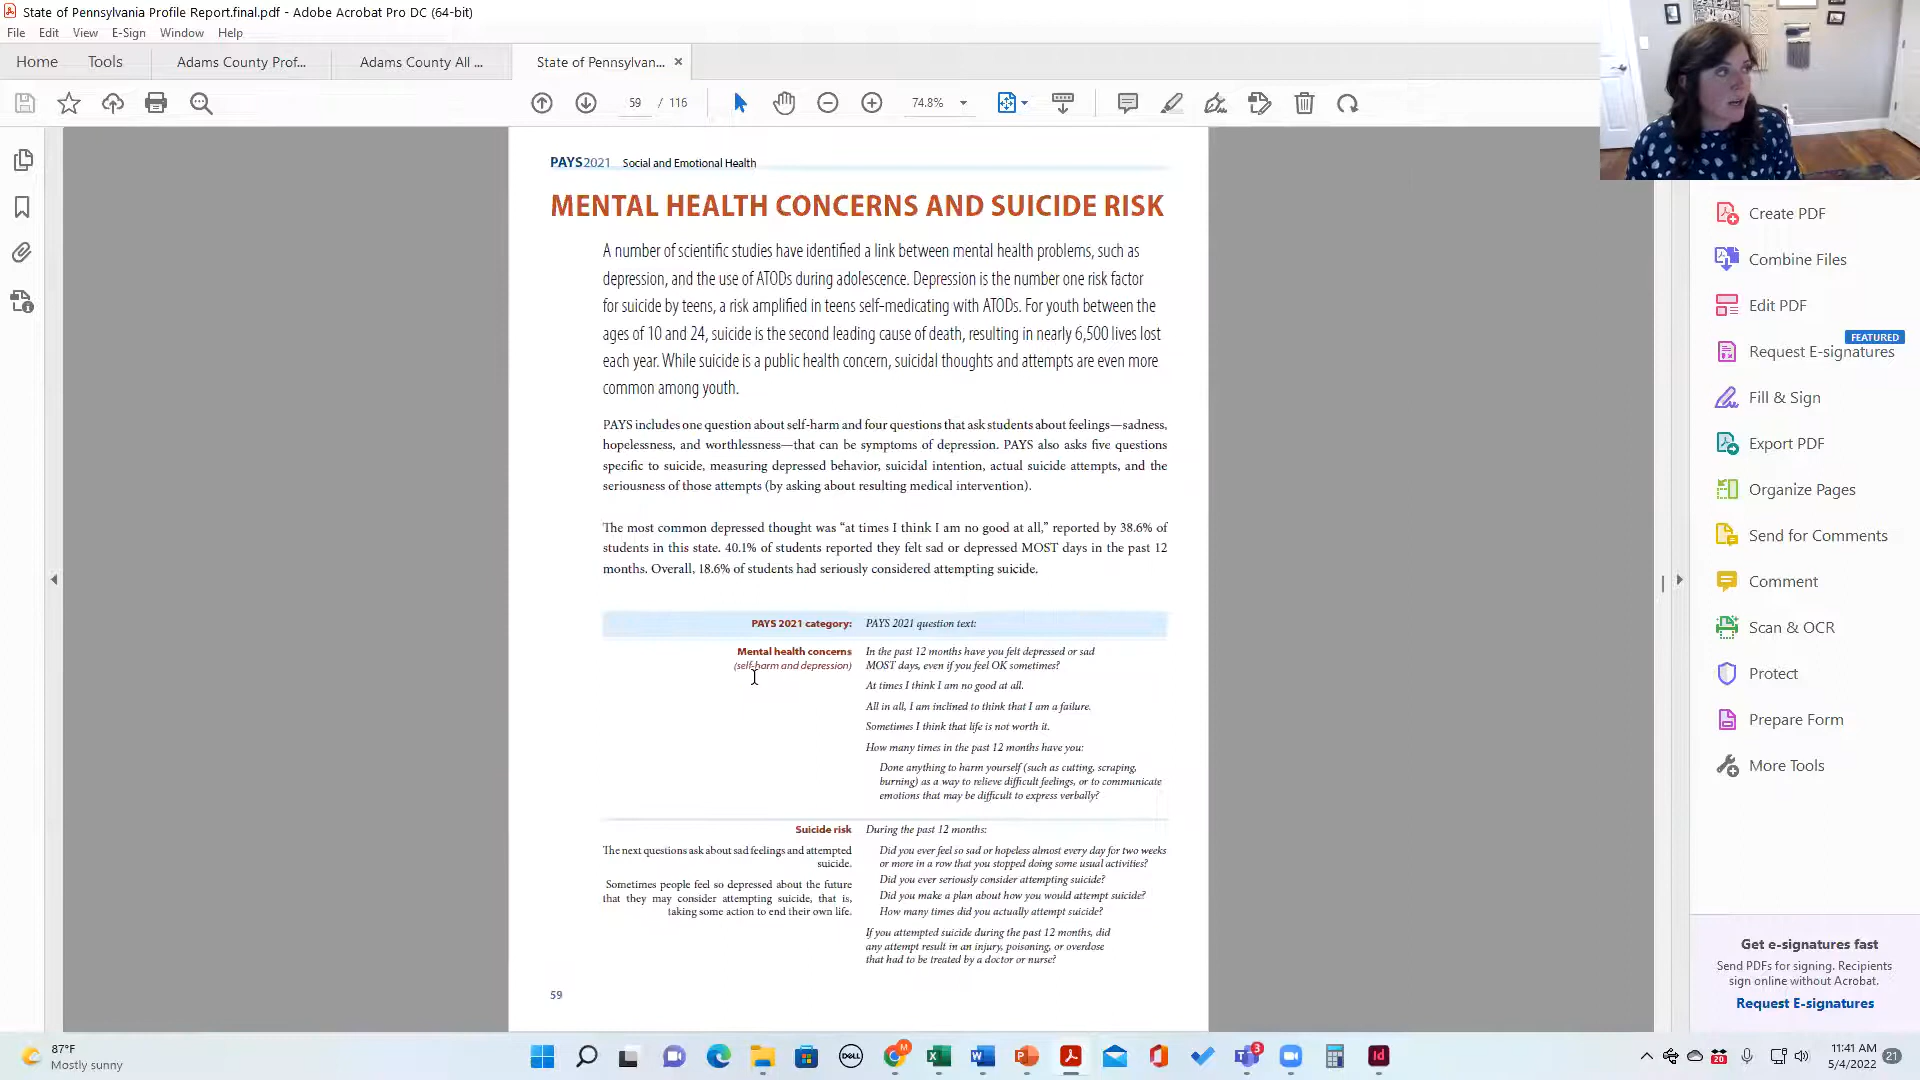 State of Pennsylvania Profile Report.final.pdf - Adobe Acrobat Pro DC (64-bit)
File Edit View E-Sign Window Help
Home Tools Adams County Prof... Adams County All ... State of Pennsylvan... ×
59 / 116 74.8%
PAYS2021 Social and Emotional Health
MENTAL HEALTH CONCERNS AND SUICIDE RISK
A number of scientific studies have identified a link between mental health problems, such as
depression, and the use of ATODs during adolescence. Depression is the number one risk factor
for suicide by teens, a risk amplified in teens self-medicating with ATODs. For youth between the
ages of 10 and 24, suicide is the second leading cause of death, resulting in nearly 6,500 lives lost
each year. While suicide is a public health concern, suicidal thoughts and attempts are even more
common among youth.
PAYS includes one question about self-harm and four questions that ask students about feelings—sadness,
hopelessness, and worthlessness—that can be symptoms of depression. PAYS also asks five questions
specific to suicide, measuring depressed behavior, suicidal intention, actual suicide attempts, and the
seriousness of those attempts (by asking about resulting medical intervention).
The most common depressed thought was “at times I think I am no good at all,” reported by 38.6% of
students in this state. 40.1% of students reported they felt sad or depressed MOST days in the past 12
months. Overall, 18.6% of students had seriously considered attempting suicide.
PAYS 2021 category: PAYS 2021 question text:
Mental health concerns
(self-harm and depression)
In the past 12 months have you felt depressed or sad
MOST days, even if you feel OK sometimes?
At times I think I am no good at all.
All in all, I am inclined to think that I am a failure.
Sometimes I think that life is not worth it.
How many times in the past 12 months have you:
Done anything to harm yourself (such as cutting, scraping,
burning) as a way to relieve difficult feelings, or to communicate
emotions that may be difficult to express verbally?
Suicide risk
The next questions ask about sad feelings and attempted
suicide.
Sometimes people feel so depressed about the future
that they may consider attempting suicide, that is,
taking some action to end their own life.
During the past 12 months:
Did you ever feel so sad or hopeless almost every day for two weeks
or more in a row that you stopped doing some usual activities?
Did you ever seriously consider attempting suicide?
Did you make a plan about how you would attempt suicide?
How many times did you actually attempt suicide?
If you attempted suicide during the past 12 months, did
any attempt result in an injury, poisoning, or overdose
that had to be treated by a doctor or nurse?
59
Create PDF
Combine Files
Edit PDF
FEATURED
Request E-signatures
Fill & Sign
Export PDF
Organize Pages
Send for Comments
Comment
Scan & OCR
Protect
Prepare Form
More Tools
Get e-signatures fast
Send PDFs for signing. Recipients
sign online without Acrobat.
Request E-signatures
87°F
Mostly sunny
DELL
M
3
Id
20
11:41 AM
5/4/2022
21